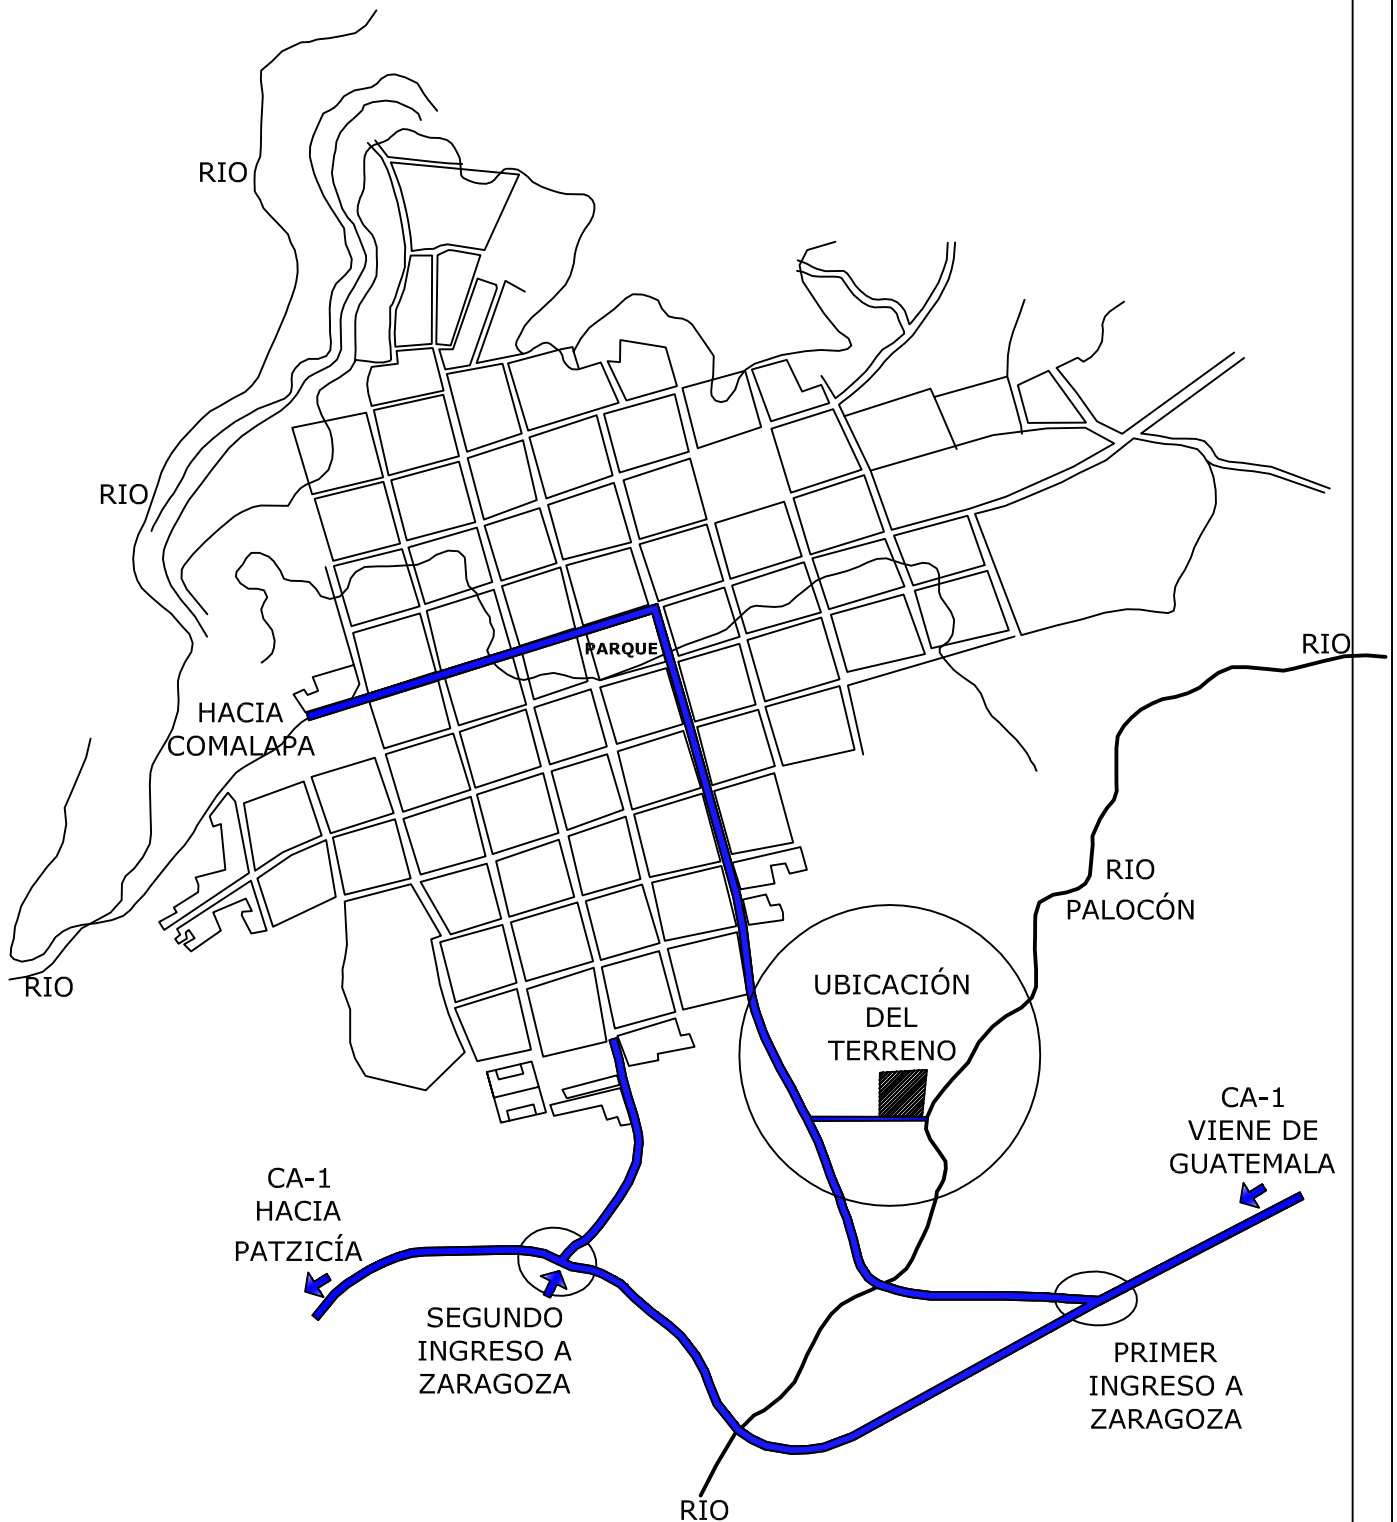 RIO
RIO
RIO
PARQUE
HACIA
COMALAPA
RIO
PALOCÓN
RIO
UBICACIÓN
DEL
TERRENO
CA-1
VIENE DE
GUATEMALA
CA-1
HACIA
PATZICÍA
SEGUNDO
INGRESO A
ZARAGOZA
PRIMER
INGRESO A
ZARAGOZA
RIO